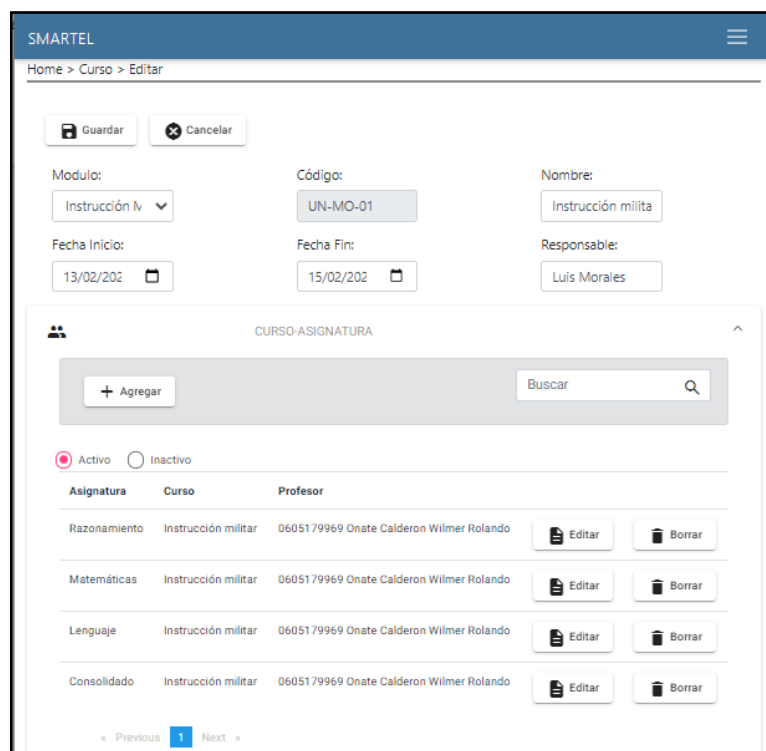 SMARTEL
Home > Curso > Editar
Guardar Cancelar
Modulo: Código: Nombre:
Instrucción M UN-MO-01 Instrucción milita
Fecha Inicio: Fecha Fin: Responsable:
13/02/202 15/02/202 Luis Morales
CURSO-ASIGNATURA
+ Agregar Buscar
Activo Inactivo
Asignatura Curso Profesor
Razonamiento Instrucción militar 0605179969 Onate Calderon Wilmer Rolando Editar Borrar
Matemáticas Instrucción militar 0605179969 Onate Calderon Wilmer Rolando Editar Borrar
Lenguaje Instrucción militar 0605179969 Onate Calderon Wilmer Rolando Editar Borrar
Consolidado Instrucción militar 0605179969 Onate Calderon Wilmer Rolando Editar Borrar
« Previous 1 Next »